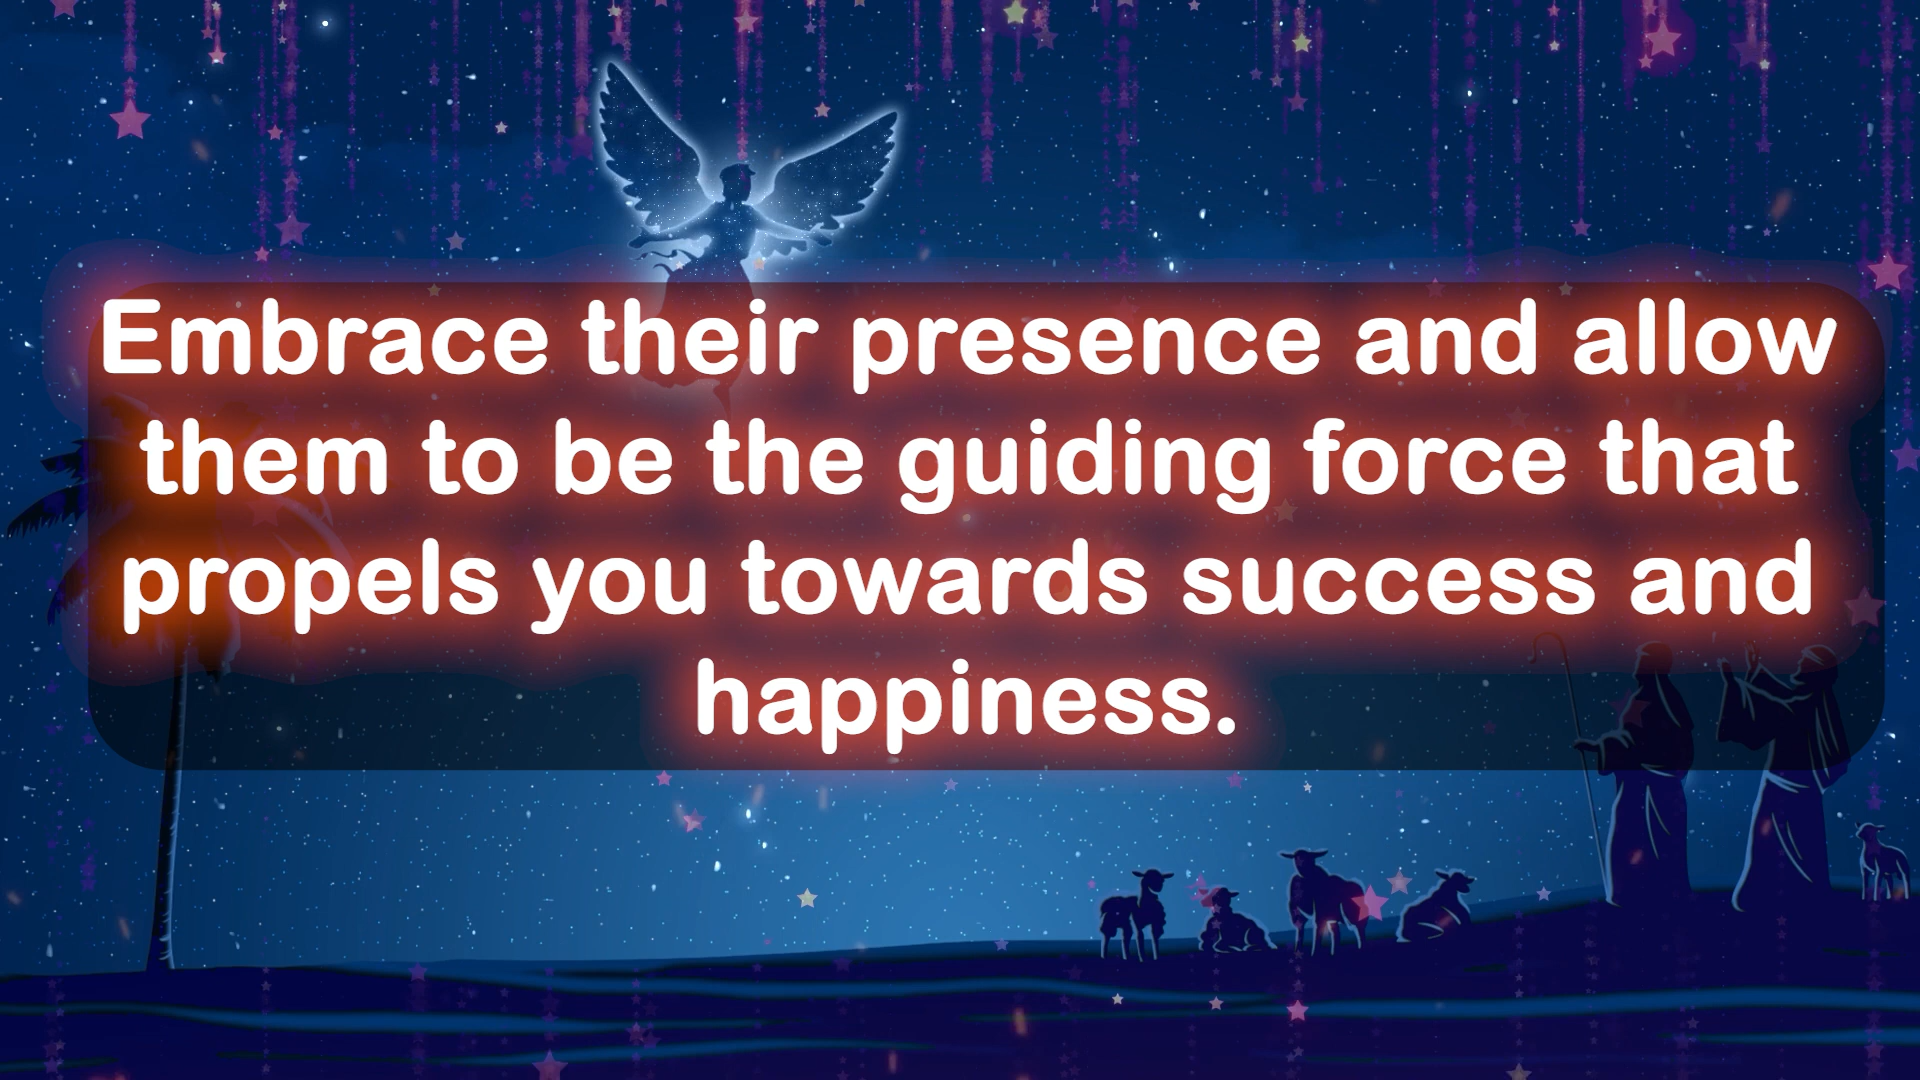 Embrace their presence and allow
them to be the guiding force that
propels you towards success and
happiness.